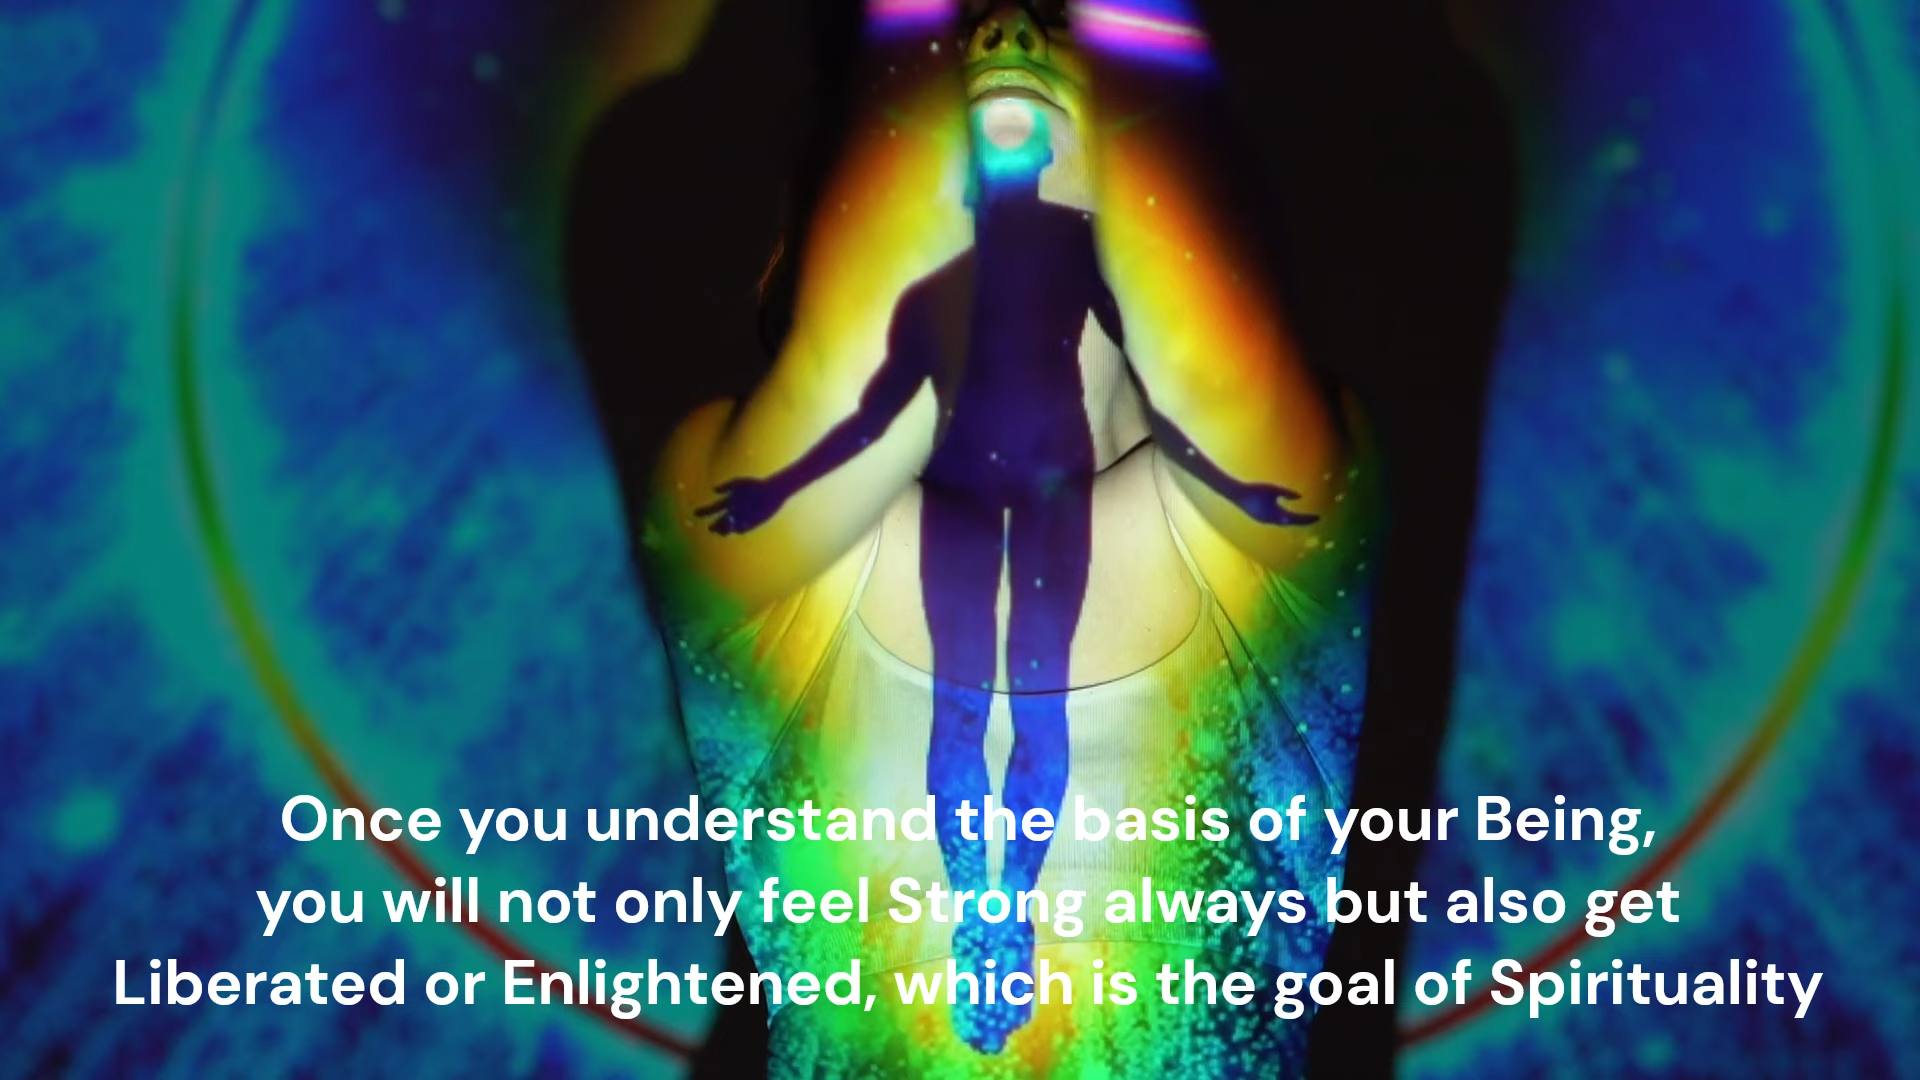 Once you understand the basis of your Being,
you will not only feel Strong always but also get
Liberated or Enlightened, which is the goal of Spirituality